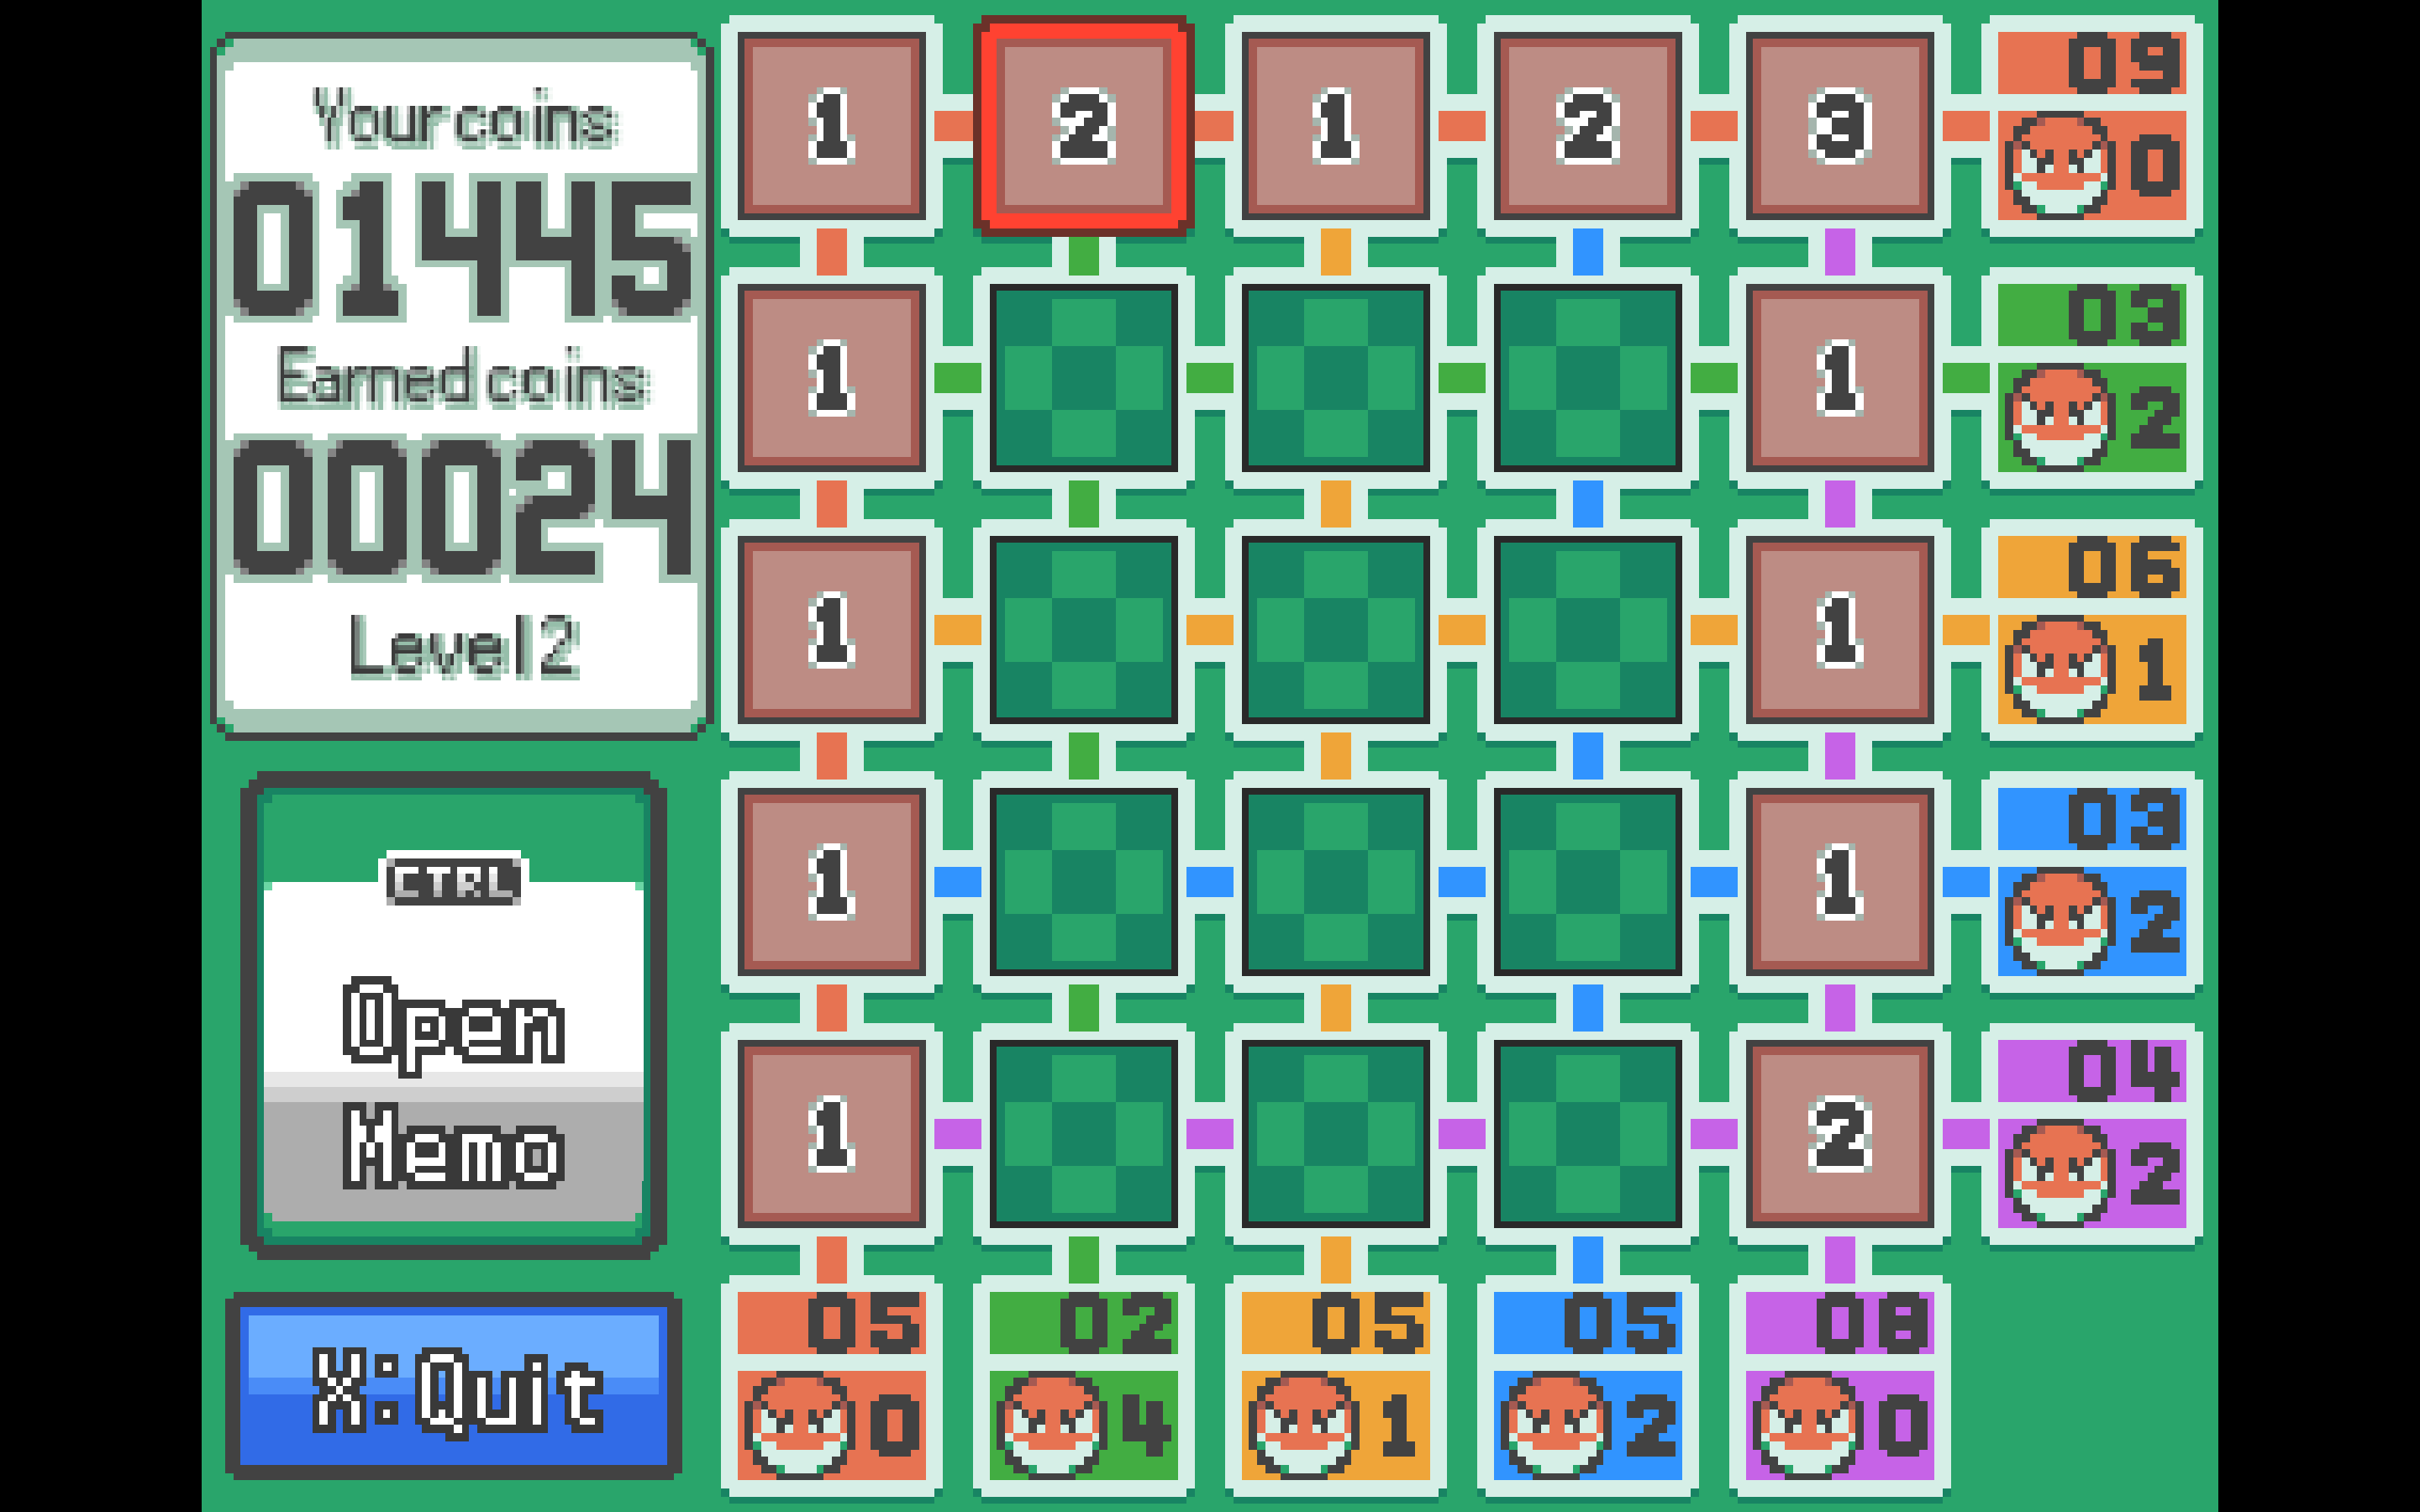 Your coins
01445
Earned coins
00024
Level 2
CTRL
Open
Memo
X:Quit
1 2 1 2 3 09
0
1 1 03
2
1 1 06
1
1 1 03
2
1 2 04
2
05 02 05 05 08
0 4 1 2 0